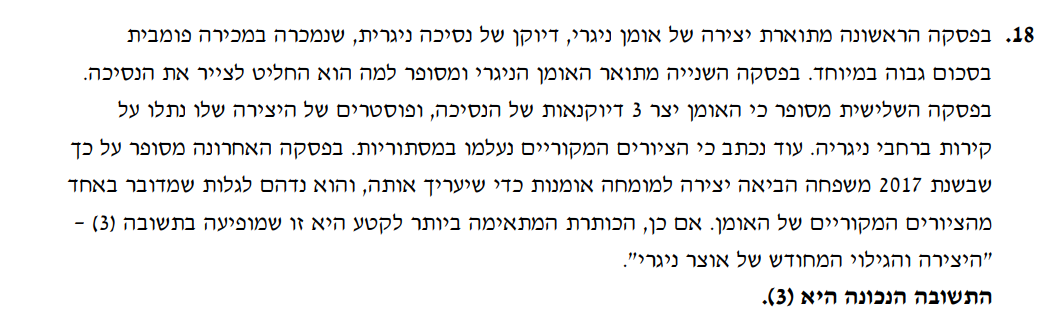 18. בפסקה הראשונה מתוארת יצירה של אומן ניגרי, דיוקן של נסיכה ניגרית, שנמכרה במכירה פומבית
בסכום גבוה במיוחד. בפסקה השנייה מתואר האומן הניגרי ומסופר למה הוא החליט לצייר את הנסיכה.
בפסקה השלישית מסופר כי האומן יצר 3 דיוקנאות של הנסיכה, ופוסטרים של היצירה שלו נתלו על
קירות ברחבי ניגריה. עוד נכתב כי הציורים המקוריים נעלמו במסתוריות. בפסקה האחרונה מסופר על כך
שבשנת 2017 משפחה הביאה יצירה למומחה אומנות כדי שיעריך אותה, והוא נדהם לגלות שמדובר באחד
מהציורים המקוריים של האומן. אם כן, הכותרת המתאימה ביותר לקטע היא זו שמופיעה בתשובה (3) –
"היצירה והגילוי המחודש של אוצר ניגרי".
התשובה הנכונה היא (3).